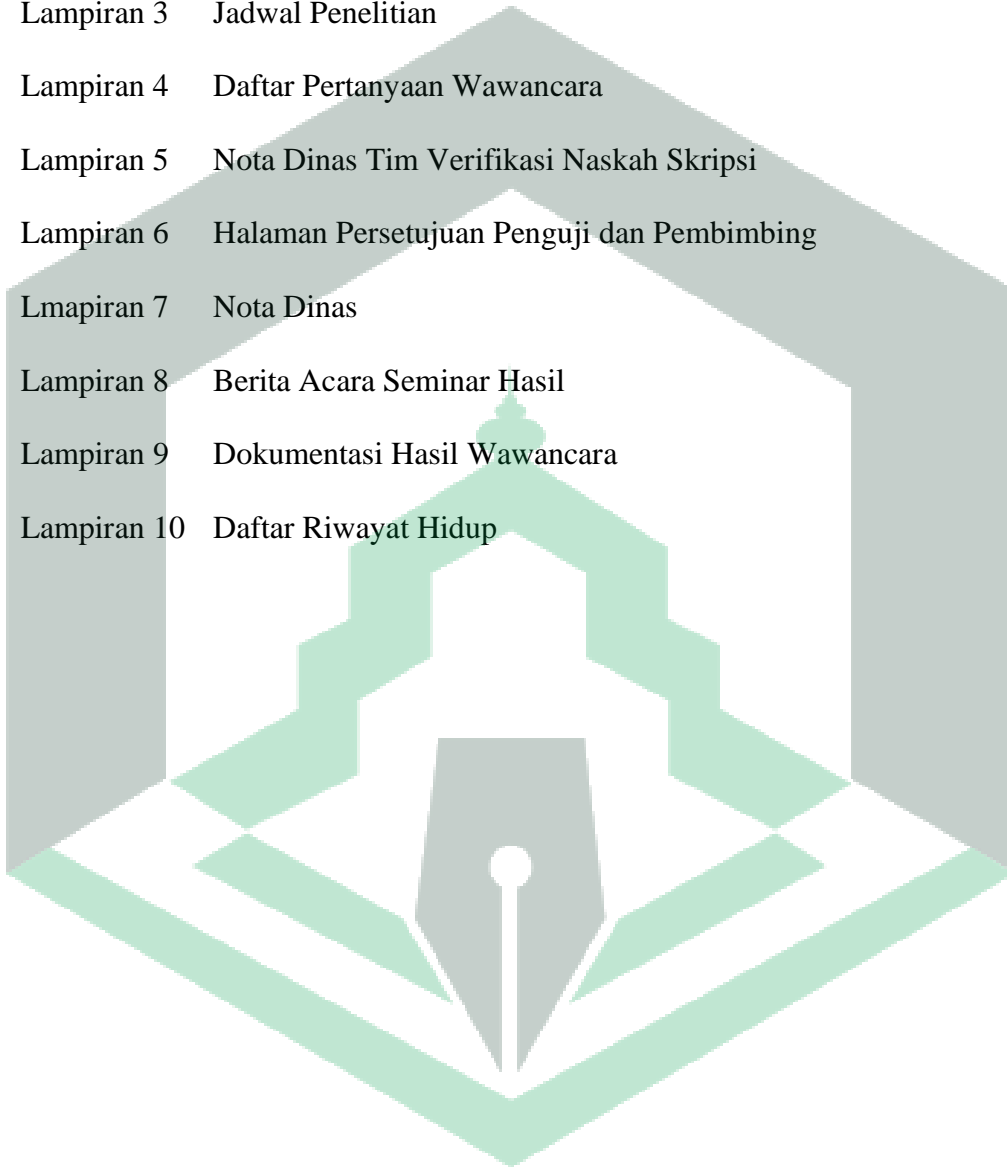 Lampiran 3 Jadwal Penelitian
Lampiran 4 Daftar Pertanyaan Wawancara
Lampiran 5 Nota Dinas Tim Verifikasi Naskah Skripsi
Lampiran 6 Halaman Persetujuan Penguji dan Pembimbing
Lmapiran 7 Nota Dinas
Lampiran 8 Berita Acara Seminar Hasil
Lampiran 9 Dokumentasi Hasil Wawancara
Lampiran 10 Daftar Riwayat Hidup